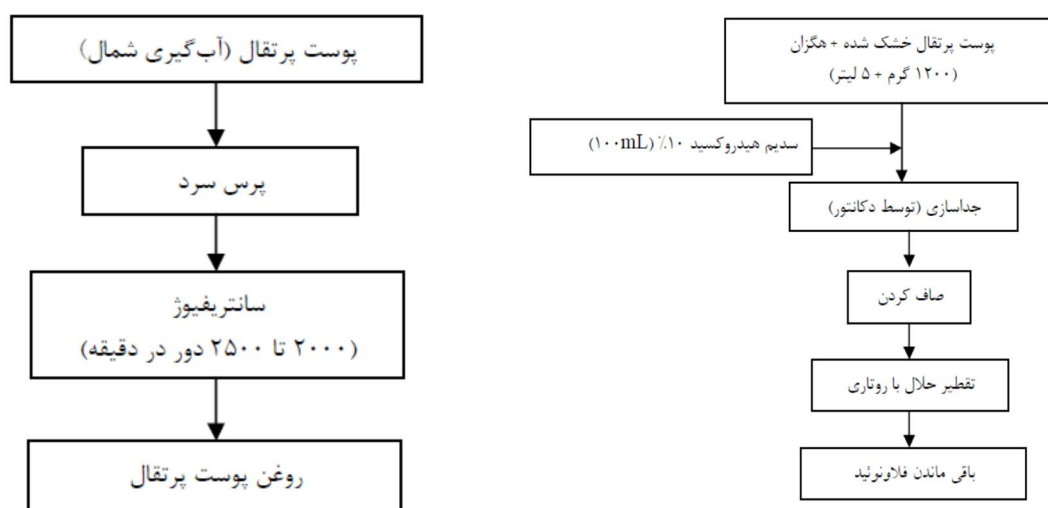 پوست پرتقال (آب‌گیری شمال)
پرس سرد
سانتریفیوژ
(۲۰۰۰ تا ۲۵۰۰ دور در دقیقه)
روغن پوست پرتقال
پوست پرتقال خشک شده + هگزان
(۱۲۰۰ گرم + ۵ لیتر)
سدیم هیدروکسید ۱۰٪ (۱۰۰mL)
جداسازی (توسط دکانتور)
صاف کردن
تقطیر حلال با روتاری
باقی ماندن فلاونوئید